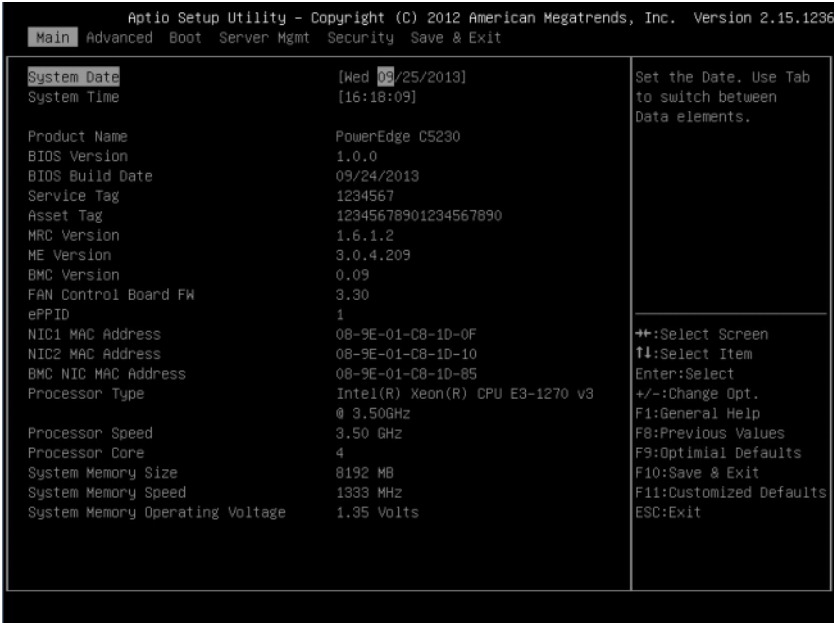 Aptio Setup Utility – Copyright (C) 2012 American Megatrends, Inc. Version 2.15.1236
Main Advanced Boot Server Mgmt Security Save & Exit
System Date [Wed 09/25/2013]
System Time [16:18:09]
Product Name PowerEdge C5230
BIOS Version 1.0.0
BIOS Build Date 09/24/2013
Service Tag 1234567
Asset Tag 12345678901234567890
MRC Version 1.6.1.2
ME Version 3.0.4.209
BMC Version 0.09
FAN Control Board FW 3.30
ePPID 1
NIC1 MAC Address 08-9E-01-C8-1D-0F
NIC2 MAC Address 08-9E-01-C8-1D-10
BMC NIC MAC Address 08-9E-01-C8-1D-85
Processor Type Intel(R) Xeon(R) CPU E3-1270 v3
@ 3.50GHz
Processor Speed 3.50 GHz
Processor Core 4
System Memory Size 8192 MB
System Memory Speed 1333 MHz
System Memory Operating Voltage 1.35 Volts
Set the Date. Use Tab
to switch between
Data elements.
→←:Select Screen
↑↓:Select Item
Enter:Select
+/-:Change Opt.
F1:General Help
F8:Previous Values
F9:Optimial Defaults
F10:Save & Exit
F11:Customized Defaults
ESC:Exit